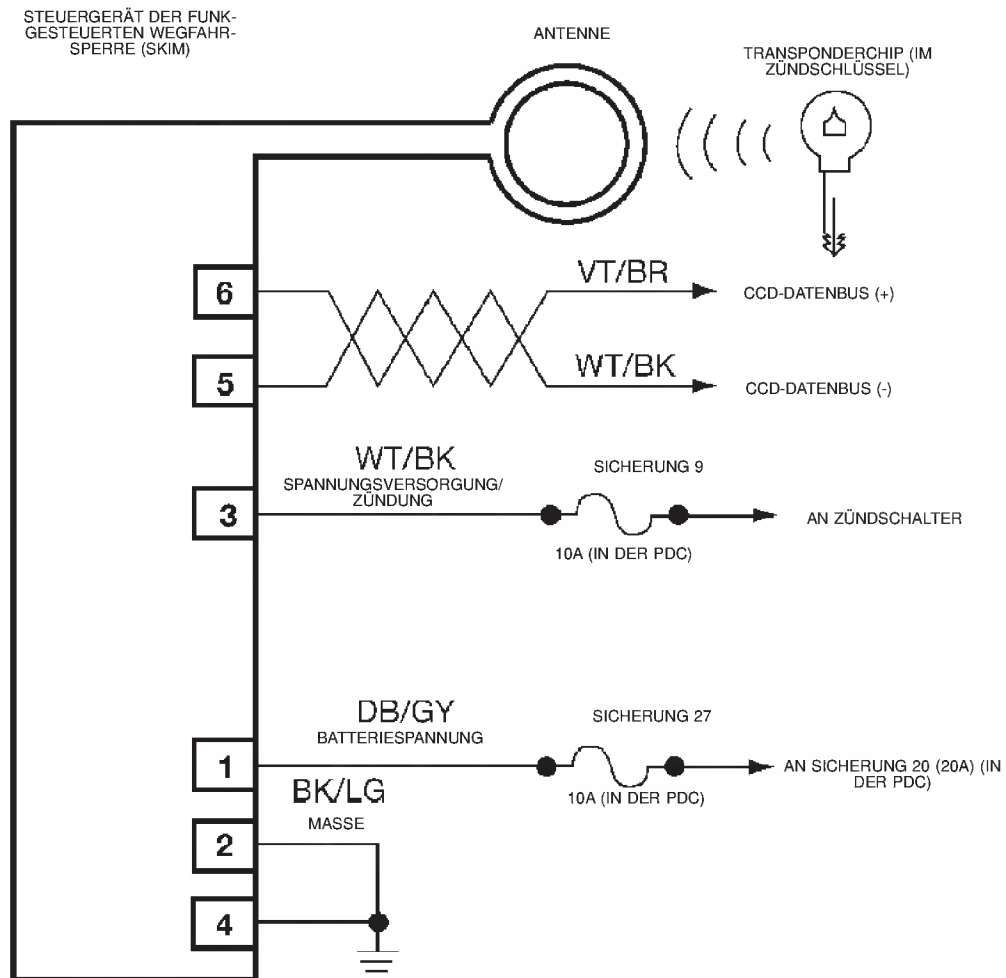 STEUERGERÄT DER FUNK-
GESTEUERTEN WEGFAHR-
SPERRE (SKIM)
ANTENNE
TRANSPONDERCHIP (IM
ZÜNDSCHLÜSSEL)
6
VT/BR
CCD-DATENBUS (+)
5
WT/BK
CCD-DATENBUS (-)
WT/BK
SPANNUNGSVERSORGUNG/
ZÜNDUNG
SICHERUNG 9
3
AN ZÜNDSCHALTER
10A (IN DER PDC)
DB/GY
BATTERIESPANNUNG
SICHERUNG 27
1
AN SICHERUNG 20 (20A) (IN
DER PDC)
10A (IN DER PDC)
BK/LG
MASSE
2
4